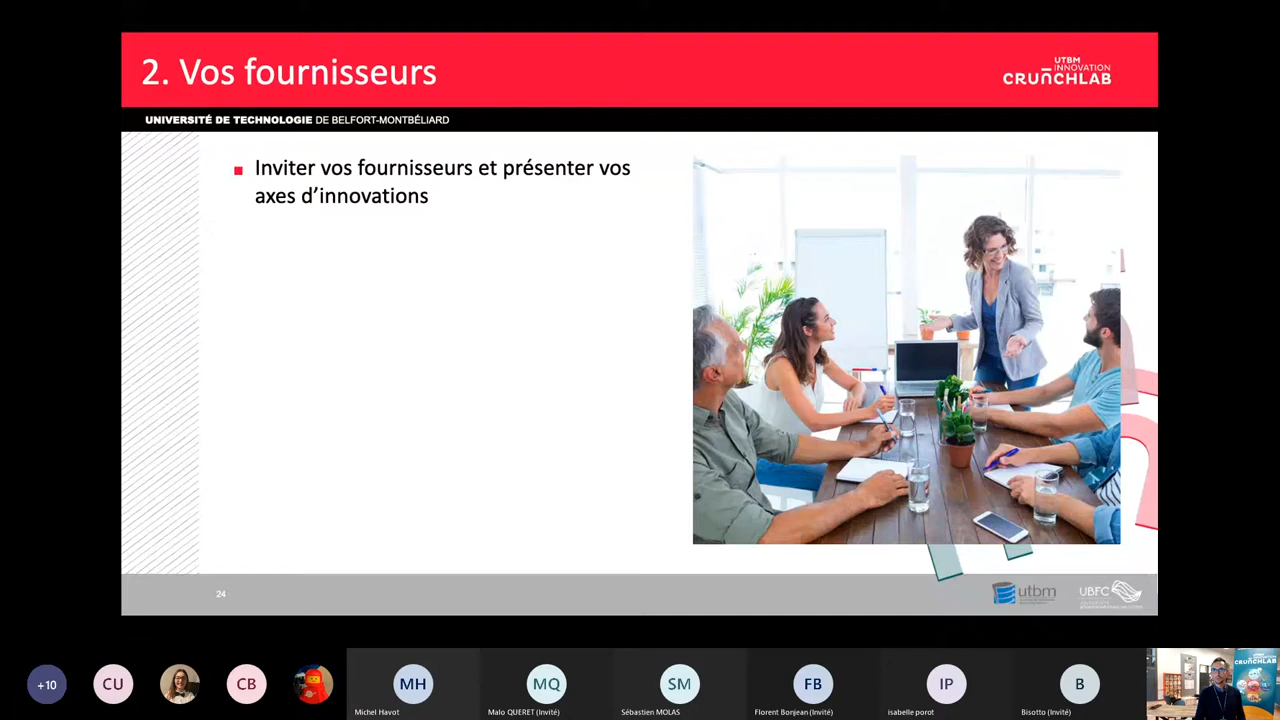 2. Vos fournisseurs
UTBM
INNOVATION
CRUNCHLAB
UNIVERSITÉ DE TECHNOLOGIE DE BELFORT-MONTBÉLIARD
Inviter vos fournisseurs et présenter vos
axes d’innovations
24
utbm
UBFC
+10
CU
CB
MH
MQ
SM
FB
IP
B
Michel Havot
Malo QUERET (Invité)
Sébastien MOLAS
Florent Bonjean (Invité)
isabelle porot
Bisotto (Invité)
CRUNCHLAB